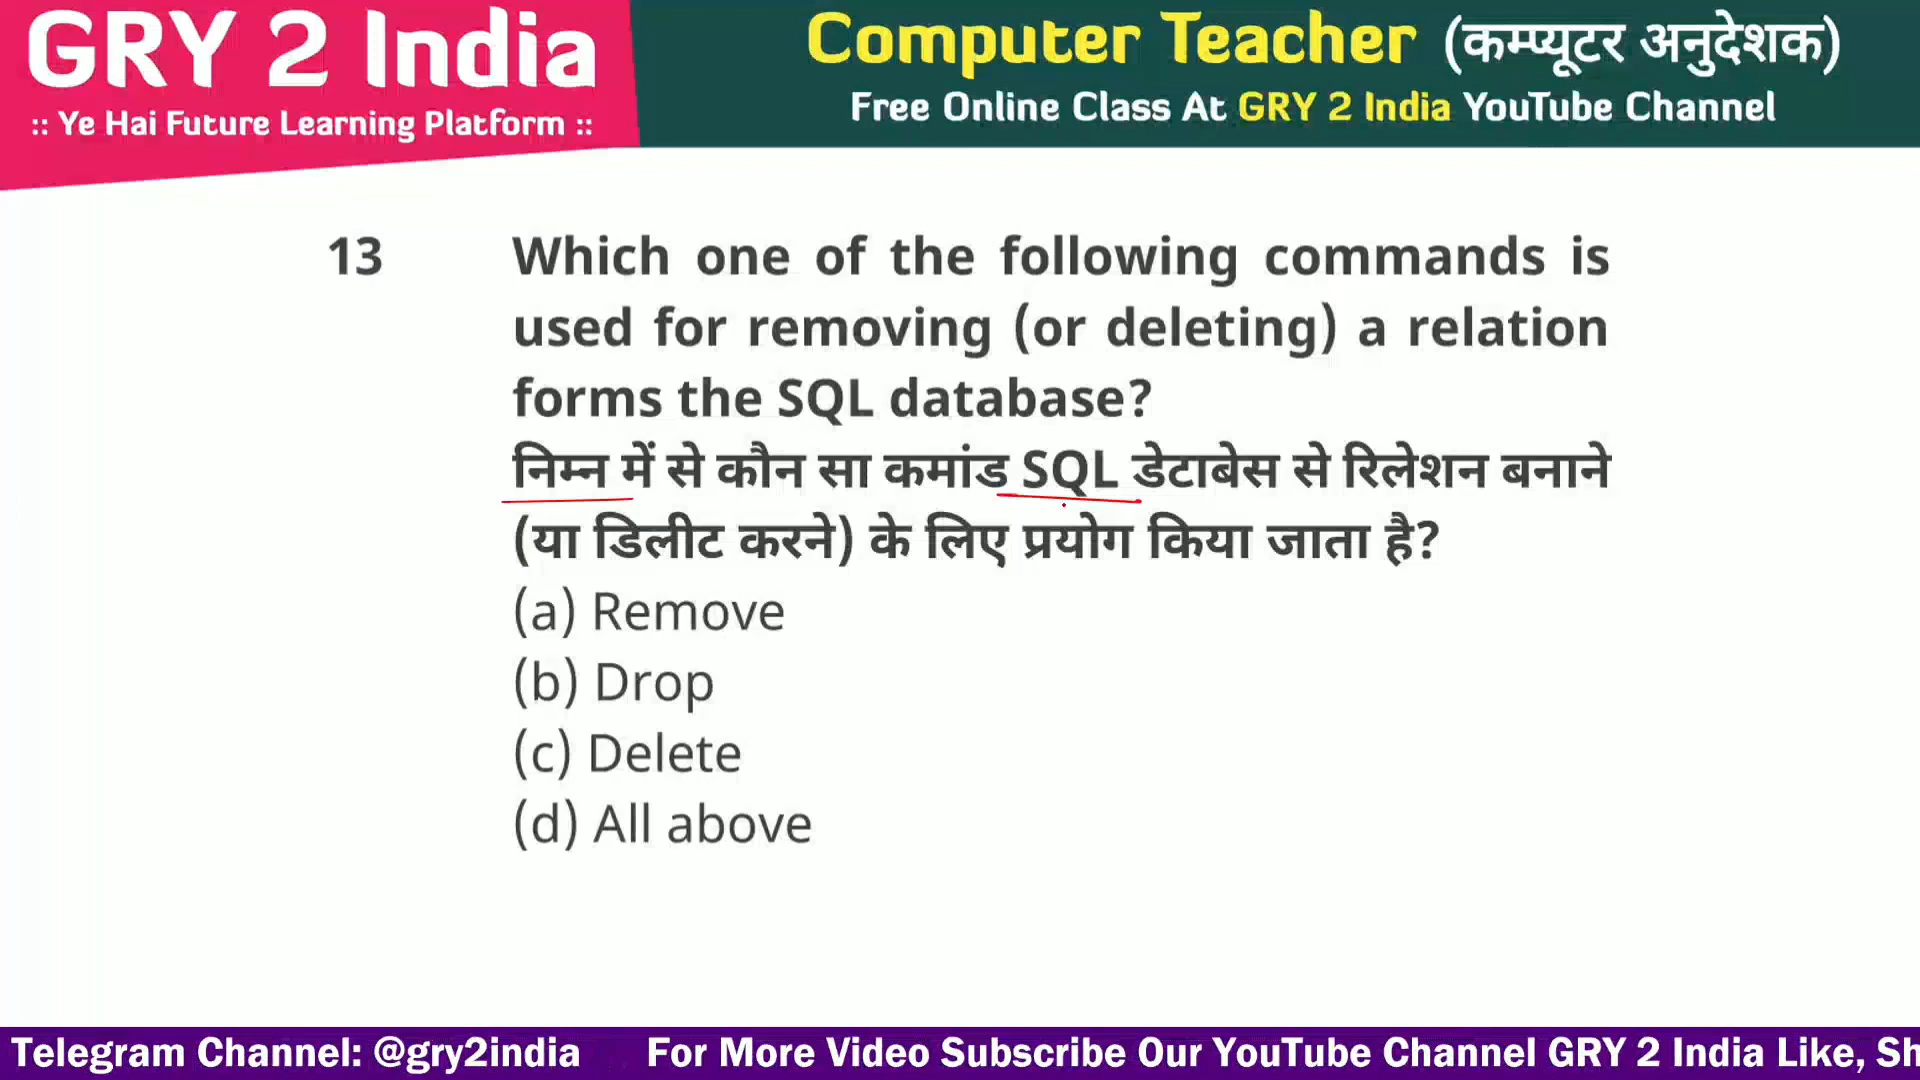 GRY 2 India
:: Ye Hai Future Learning Platform ::
Computer Teacher (कम्प्यूटर अनुदेशक)
Free Online Class At GRY 2 India YouTube Channel
13 Which one of the following commands is
used for removing (or deleting) a relation
forms the SQL database?
निम्न में से कौन सा कमांड SQL डेटाबेस से रिलेशन बनाने
(या डिलीट करने) के लिए प्रयोग किया जाता है?
(a) Remove
(b) Drop
(c) Delete
(d) All above
Telegram Channel: @gry2india For More Video Subscribe Our YouTube Channel GRY 2 India Like, Sh